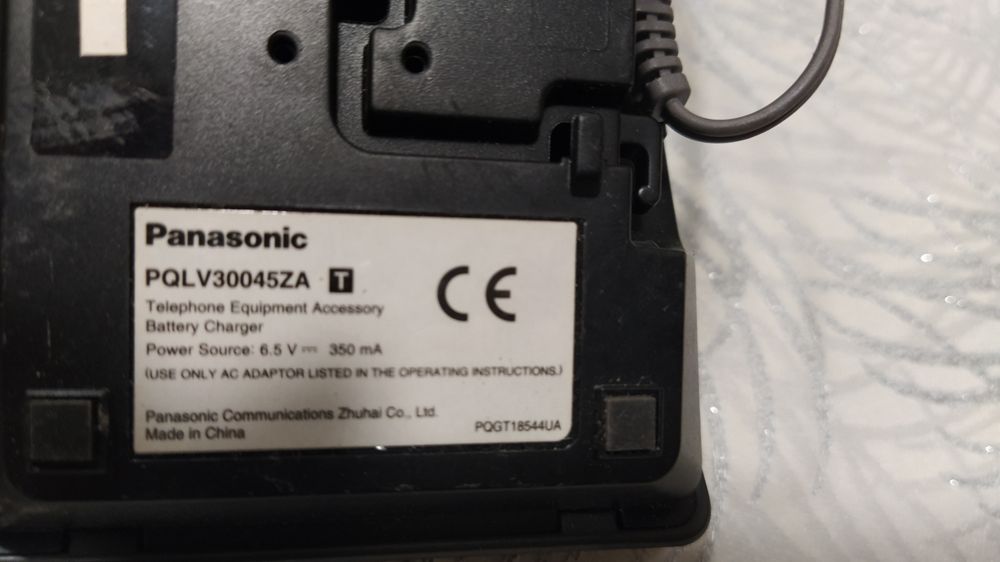 Panasonic
PQLV30045ZA T
Telephone Equipment Accessory
Battery Charger
Power Source: 6.5 V ⎓ 350 mA
(USE ONLY AC ADAPTOR LISTED IN THE OPERATING INSTRUCTIONS.)
Panasonic Communications Zhuhai Co., Ltd.
Made in China
PQGT18544UA
CE